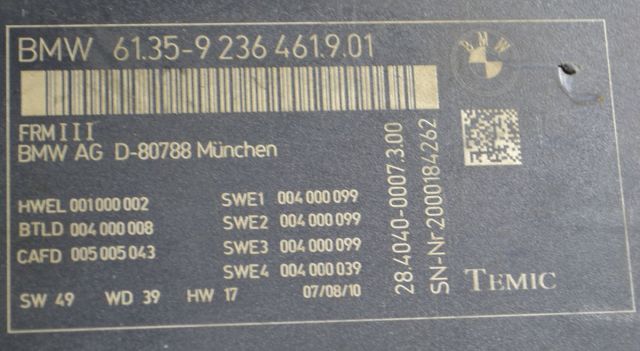 BMW 61.35-9 236 461.9.01
BMW
FRM III
BMW AG D-80788 München
HWEL 001 000 002
BTLD 004 000 008
CAFD 005 005 043
SWE1 004 000 099
SWE2 004 000 099
SWE3 004 000 099
SWE4 004 000 039
SW 49 WD 39 HW 17 07/08/10
28.4040-0007.3.00
SN-Nr2000184262
TEMIC